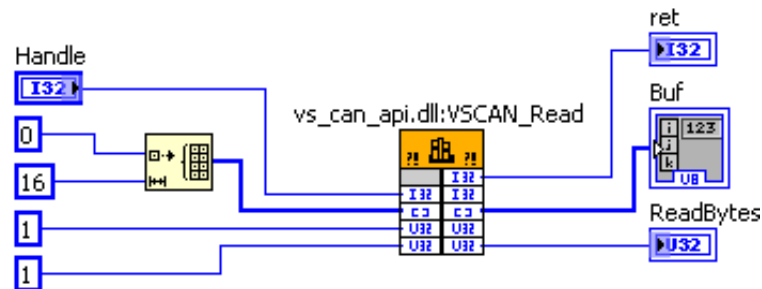 ret
I32
Handle
I32
Buf
vs_can_api.dll:VSCAN_Read
0
i
123
j
k
U8
?!
?!
16
I32
I32
I32
ReadBytes
1
U32
U32
U32
1
U32
U32